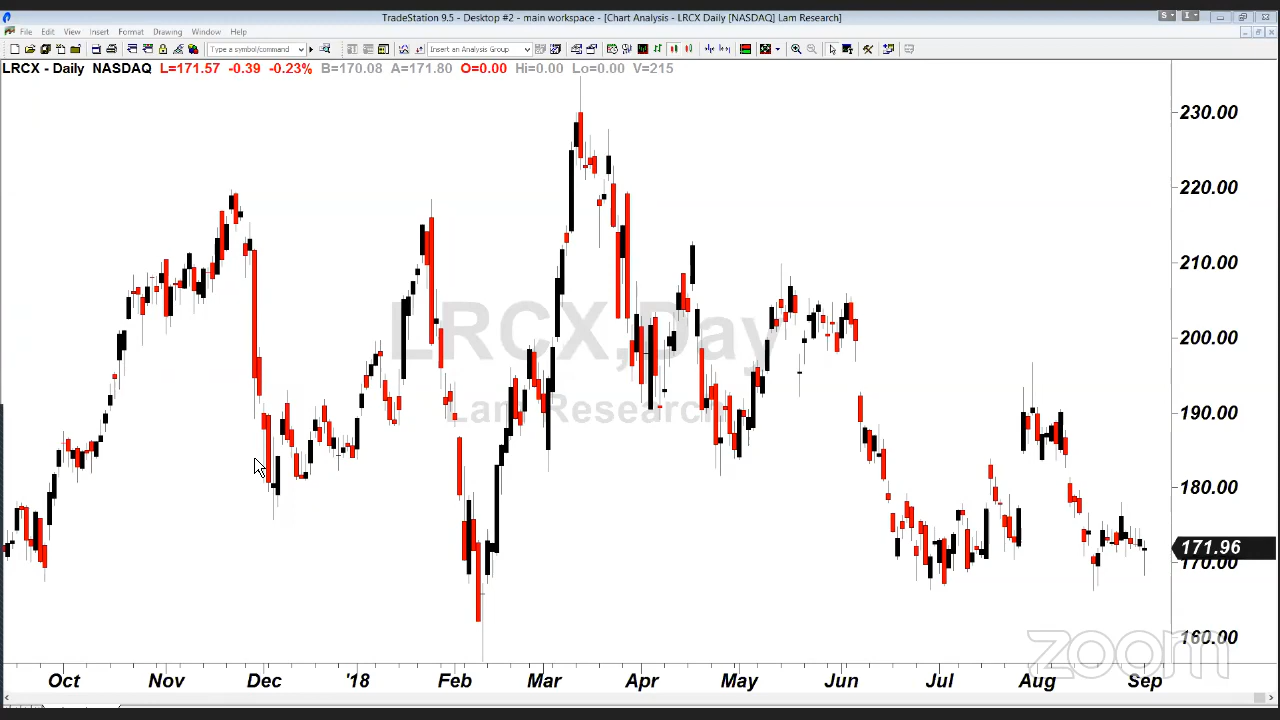 TradeStation 9.5 - Desktop #2 - main workspace - [Chart Analysis - LRCX Daily [NASDAQ] Lam Research]
File Edit View Insert Format Drawing Window Help
Type a symbol/command Insert an Analysis Group
LRCX - Daily NASDAQ L=171.57 -0.39 -0.23% B=170.08 A=171.80 O=0.00 Hi=0.00 Lo=0.00 V=215
230.00
220.00
210.00
200.00
LRCX,Day
190.00
Lam Research
180.00
171.96
170.00
160.00
zoom
Oct Nov Dec '18 Feb Mar Apr May Jun Jul Aug Sep